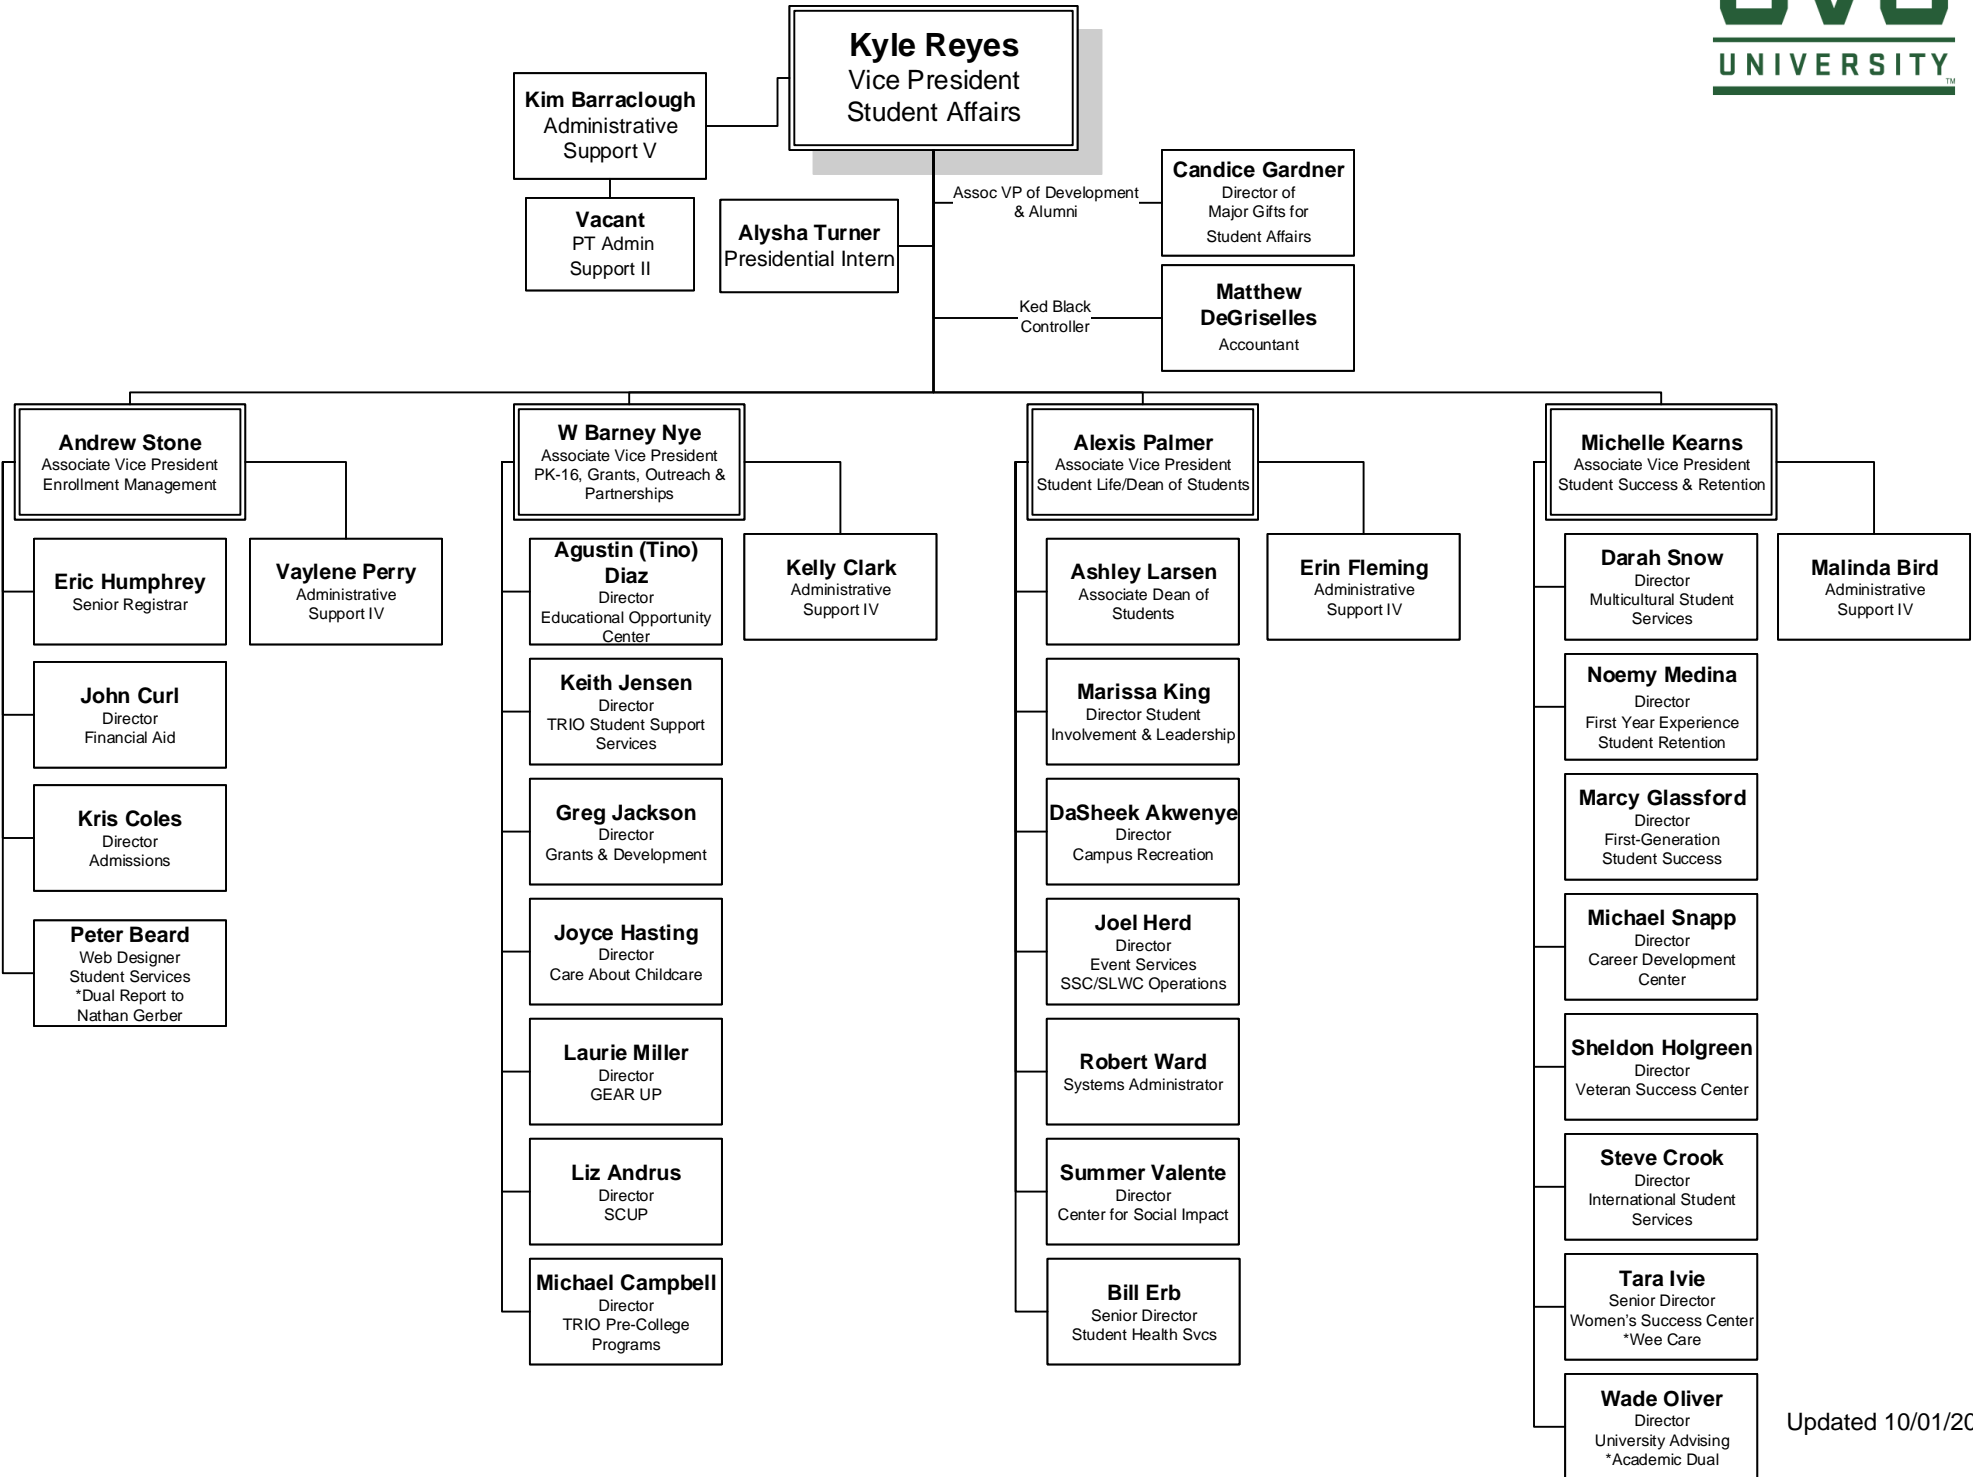 UNIVERSITY
TM
Kyle Reyes
Vice President
Student Affairs
Kim Barraclough
Administrative
Support V
Vacant
PT Admin
Support II
Alysha Turner
Presidential Intern
Assoc VP of Development
& Alumni
Candice Gardner
Director of
Major Gifts for
Student Affairs
Ked Black
Controller
Matthew
DeGriselles
Accountant
Andrew Stone
Associate Vice President
Enrollment Management
Vaylene Perry
Administrative
Support IV
Eric Humphrey
Senior Registrar
John Curl
Director
Financial Aid
Kris Coles
Director
Admissions
Peter Beard
Web Designer
Student Services
*Dual Report to
Nathan Gerber
W Barney Nye
Associate Vice President
PK-16, Grants, Outreach &
Partnerships
Kelly Clark
Administrative
Support IV
Agustin (Tino)
Diaz
Director
Educational Opportunity
Center
Keith Jensen
Director
TRIO Student Support
Services
Greg Jackson
Director
Grants & Development
Joyce Hasting
Director
Care About Childcare
Laurie Miller
Director
GEAR UP
Liz Andrus
Director
SCUP
Michael Campbell
Director
TRIO Pre-College
Programs
Alexis Palmer
Associate Vice President
Student Life/Dean of Students
Erin Fleming
Administrative
Support IV
Ashley Larsen
Associate Dean of
Students
Marissa King
Director Student
Involvement & Leadership
DaSheek Akwenye
Director
Campus Recreation
Joel Herd
Director
Event Services
SSC/SLWC Operations
Robert Ward
Systems Administrator
Summer Valente
Director
Center for Social Impact
Bill Erb
Senior Director
Student Health Svcs
Michelle Kearns
Associate Vice President
Student Success & Retention
Malinda Bird
Administrative
Support IV
Darah Snow
Director
Multicultural Student
Services
Noemy Medina
Director
First Year Experience
Student Retention
Marcy Glassford
Director
First-Generation
Student Success
Michael Snapp
Director
Career Development
Center
Sheldon Holgreen
Director
Veteran Success Center
Steve Crook
Director
International Student
Services
Tara Ivie
Senior Director
Women's Success Center
*Wee Care
Wade Oliver
Director
University Advising
*Academic Dual
Updated 10/01/20